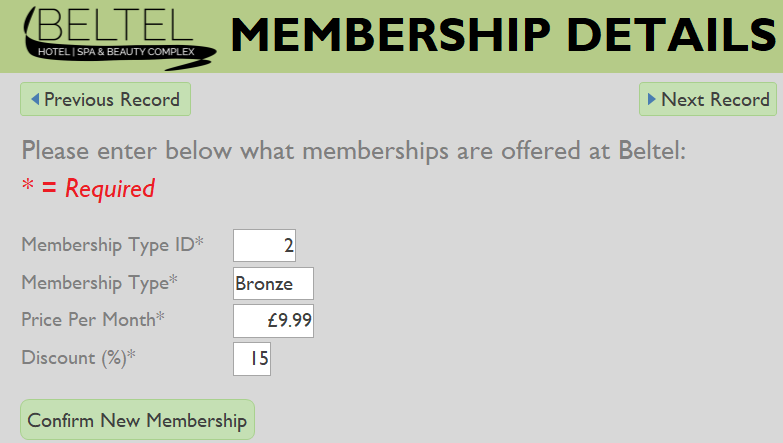 BELTEL
HOTEL | SPA & BEAUTY COMPLEX
MEMBERSHIP DETAILS
Previous Record
Next Record
Please enter below what memberships are offered at Beltel:
* = Required
Membership Type ID* 2
Membership Type* Bronze
Price Per Month* £9.99
Discount (%)* 15
Confirm New Membership